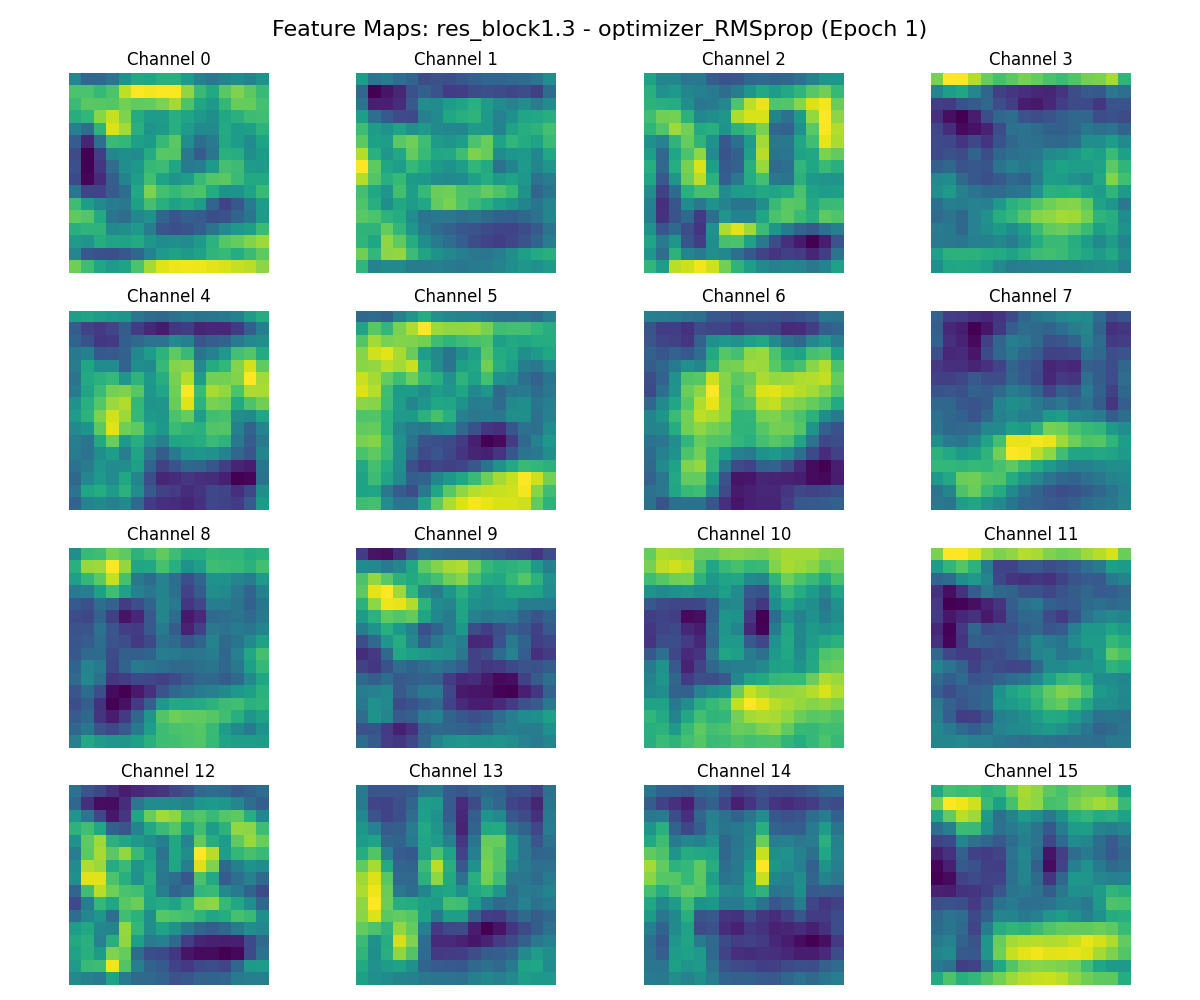 Feature Maps: res_block1.3 - optimizer_RMSprop (Epoch 1)
Channel 0 Channel 1 Channel 2 Channel 3
Channel 4 Channel 5 Channel 6 Channel 7
Channel 8 Channel 9 Channel 10 Channel 11
Channel 12 Channel 13 Channel 14 Channel 15